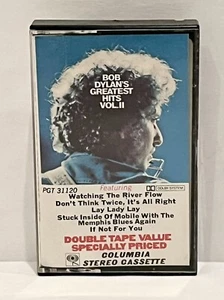 BOB
DYLAN'S
GREATEST
HITS
VOL.II
PGT 31120
Featuring
DOLBY SYSTEM
Watching The River Flow
Don't Think Twice, It's All Right
Lay Lady Lay
Stuck Inside Of Mobile With The
Memphis Blues Again
If Not For You
DOUBLE TAPE VALUE
SPECIALLY PRICED
COLUMBIA
STEREO CASSETTE